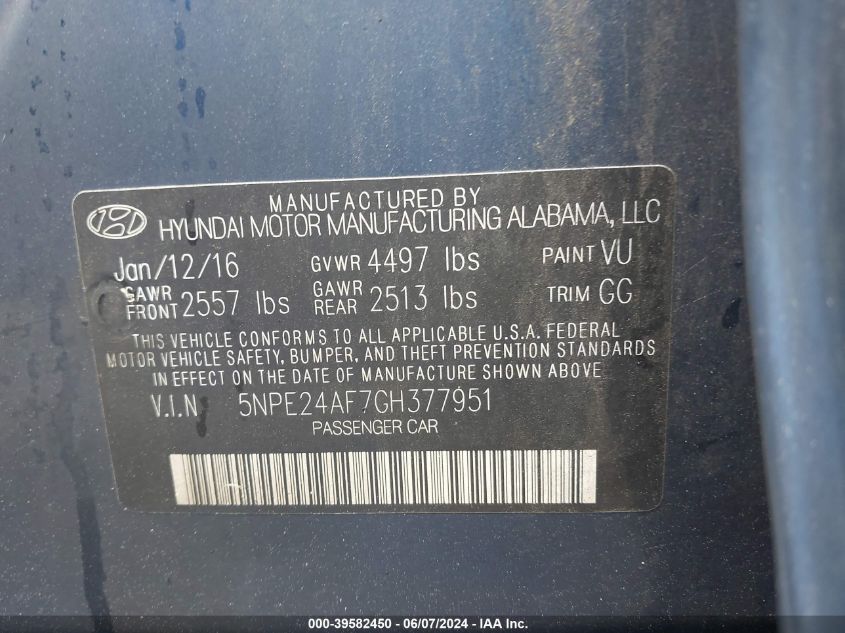 MANUFACTURED BY
HYUNDAI MOTOR MANUFACTURING ALABAMA, LLC
Jan/12/16 GVWR 4497 lbs PAINT VU
GAWR FRONT 2557 lbs GAWR REAR 2513 lbs TRIM GG
THIS VEHICLE CONFORMS TO ALL APPLICABLE U.S.A. FEDERAL
MOTOR VEHICLE SAFETY, BUMPER, AND THEFT PREVENTION STANDARDS
IN EFFECT ON THE DATE OF MANUFACTURE SHOWN ABOVE
V.I.N. 5NPE24AF7GH377951
PASSENGER CAR
000-39582450 - 06/07/2024 - IAA Inc.